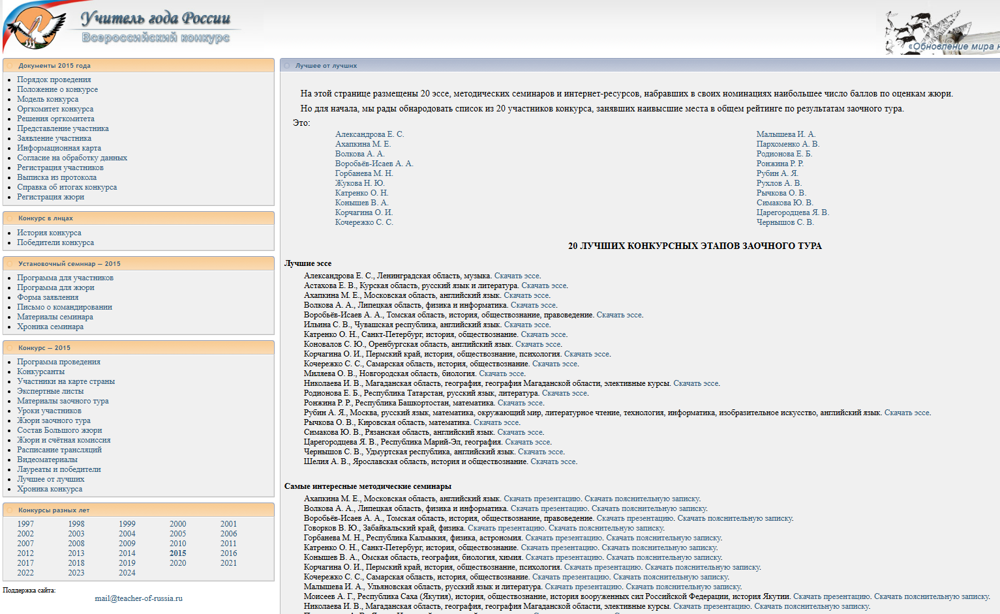 Учитель года России
Всероссийский конкурс
«Обновление мира н
Документы 2015 года
Порядок проведения
Положение о конкурсе
Модель конкурса
Оргкомитет конкурса
Решения оргкомитета
Представление участника
Заявление участника
Информационная карта
Согласие на обработку данных
Регистрация участников
Выписка из протокола
Справка об итогах конкурса
Регистрация жюри
Конкурс в лицах
История конкурса
Победители конкурса
Установочный семинар — 2015
Программа для участников
Программа для жюри
Форма заявления
Письмо о командировании
Материалы семинара
Хроника семинара
Конкурс — 2015
Программа проведения
Конкурсанты
Участники на карте страны
Экспертные листы
Материалы заочного тура
Уроки участников
Жюри заочного тура
Состав Большого жюри
Жюри и счётная комиссия
Расписание трансляций
Видеоматериалы
Лауреаты и победители
Лучшее от лучших
Хроника конкурса
Конкурсы разных лет
1997 1998 1999 2000 2001
2002 2003 2004 2005 2006
2007 2008 2009 2010 2011
2012 2013 2014 2015 2016
2017 2018 2019 2020 2021
2022 2023 2024
Поддержка сайта:
mail@teacher-of-russia.ru
Лучшее от лучших
На этой странице размещены 20 эссе, методических семинаров и интернет-ресурсов, набравших в своих номинациях наибольшее число баллов по оценкам жюри.
Но для начала, мы рады обнародовать список из 20 участников конкурса, занявших наивысшие места в общем рейтинге по результатам заочного тура.
Это:
Александрова Е. С.
Ахапкина М. Е.
Волкова А. А.
Воробьёв-Исаев А. А.
Горбанева М. Н.
Жукова Н. Ю.
Катренко О. Н.
Конышев В. А.
Корчагина О. И.
Кочережко С. С.
Малышева И. А.
Пархоменко А. В.
Родионова Е. Б.
Ронжина Р. Р.
Рубин А. Я.
Рухлов А. В.
Рычкова О. В.
Симакова Ю. В.
Царегородцева Я. В.
Чернышов С. В.
20 ЛУЧШИХ КОНКУРСНЫХ ЭТАПОВ ЗАОЧНОГО ТУРА
Лучшие эссе
Александрова Е. С., Ленинградская область, музыка. Скачать эссе.
Астахова Е. В., Курская область, русский язык и литература. Скачать эссе.
Ахапкина М. Е., Московская область, английский язык. Скачать эссе.
Волкова А. А., Липецкая область, физика и информатика. Скачать эссе.
Воробьёв-Исаев А. А., Томская область, история, обществознание, правоведение. Скачать эссе.
Ильина С. В., Чувашская республика, английский язык. Скачать эссе.
Катренко О. Н., Санкт-Петербург, история, обществознание. Скачать эссе.
Коновалов С. Ю., Оренбургская область, английский язык. Скачать эссе.
Корчагина О. И., Пермский край, история, обществознание, психология. Скачать эссе.
Кочережко С. С., Самарская область, история, обществознание. Скачать эссе.
Миляева О. В., Новгородская область, биология. Скачать эссе.
Николаева И. В., Магаданская область, география, география Магаданской области, элективные курсы. Скачать эссе.
Родионова Е. Б., Республика Татарстан, русский язык, литература. Скачать эссе.
Ронжина Р. Р., Республика Башкортостан, математика. Скачать эссе.
Рубин А. Я., Москва, русский язык, математика, окружающий мир, литературное чтение, технология, информатика, изобразительное искусство, английский язык. Скачать эссе.
Рычкова О. В., Кировская область, математика. Скачать эссе.
Симакова Ю. В., Рязанская область, английский язык. Скачать эссе.
Царегородцева Я. В., Республика Марий-Эл, география. Скачать эссе.
Чернышов С. В., Удмуртская республика, английский язык. Скачать эссе.
Шелия А. В., Ярославская область, история и обществознание. Скачать эссе.
Самые интересные методические семинары
Ахапкина М. Е., Московская область, английский язык. Скачать презентацию. Скачать пояснительную записку.
Волкова А. А., Липецкая область, физика и информатика. Скачать презентацию. Скачать пояснительную записку.
Воробьёв-Исаев А. А., Томская область, история, обществознание, правоведение. Скачать презентацию. Скачать пояснительную записку.
Говорков В. Ю., Забайкальский край, физика. Скачать презентацию. Скачать пояснительную записку.
Горбанева М. Н., Республика Калмыкия, физика, астрономия. Скачать презентацию. Скачать пояснительную записку.
Катренко О. Н., Санкт-Петербург, история, обществознание. Скачать презентацию. Скачать пояснительную записку.
Конышев В. А., Омская область, география, биология, химия. Скачать презентацию. Скачать пояснительную записку.
Корчагина О. И., Пермский край, история, обществознание, психология. Скачать презентацию. Скачать пояснительную записку.
Кочережко С. С., Самарская область, история, обществознание. Скачать презентацию. Скачать пояснительную записку.
Малышева И. А., Ульяновская область, русский язык и литература. Скачать презентацию. Скачать пояснительную записку.
Моисеев А. Г., Республика Саха (Якутия), история, обществознание, история вооруженных сил Российской Федерации, история Якутии. Скачать презентацию. Скачать пояснительную записку.
Николаева И. В., Магаданская область, география, география Магаданской области, элективные курсы. Скачать презентацию. Скачать пояснительную записку.